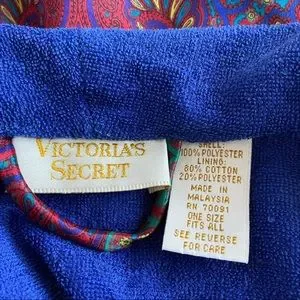 VICTORIA'S
SECRET
SHELL:
100% POLYESTER
LINING:
80% COTTON
20% POLYESTER
MADE IN
MALAYSIA
RN 70091
ONE SIZE
FITS ALL
SEE REVERSE
FOR CARE